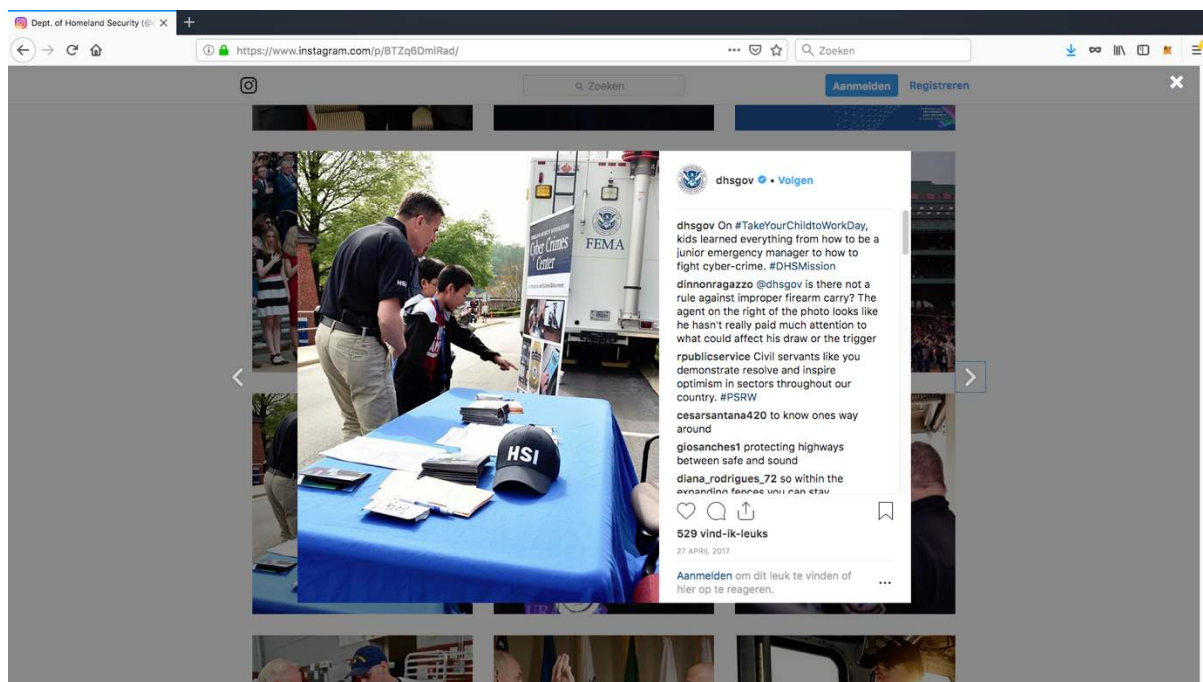 Dept. of Homeland Security (@
https://www.instagram.com/p/BTZq6DmlRad/
Zoeken
Zoeken
Aanmelden
Registreren
Cyber Crimes
Center
FEMA
HSI
HSI
dhsgov • Volgen
dhsgov On #TakeYourChildtoWorkDay,
kids learned everything from how to be a
junior emergency manager to how to
fight cyber-crime. #DHSMission
dinnonragazzo @dhsgov is there not a
rule against improper firearm carry? The
agent on the right of the photo looks like
he hasn't really paid much attention to
what could affect his draw or the trigger
rpublicservice Civil servants like you
demonstrate resolve and inspire
optimism in sectors throughout our
country. #PSRW
cesarsantana420 to know ones way
around
giosanches1 protecting highways
between safe and sound
diana_rodrigues_72 so within the
expanding fences you can stay
529 vind-ik-leuks
27 APRIL 2017
Aanmelden om dit leuk te vinden of
hier op te reageren.